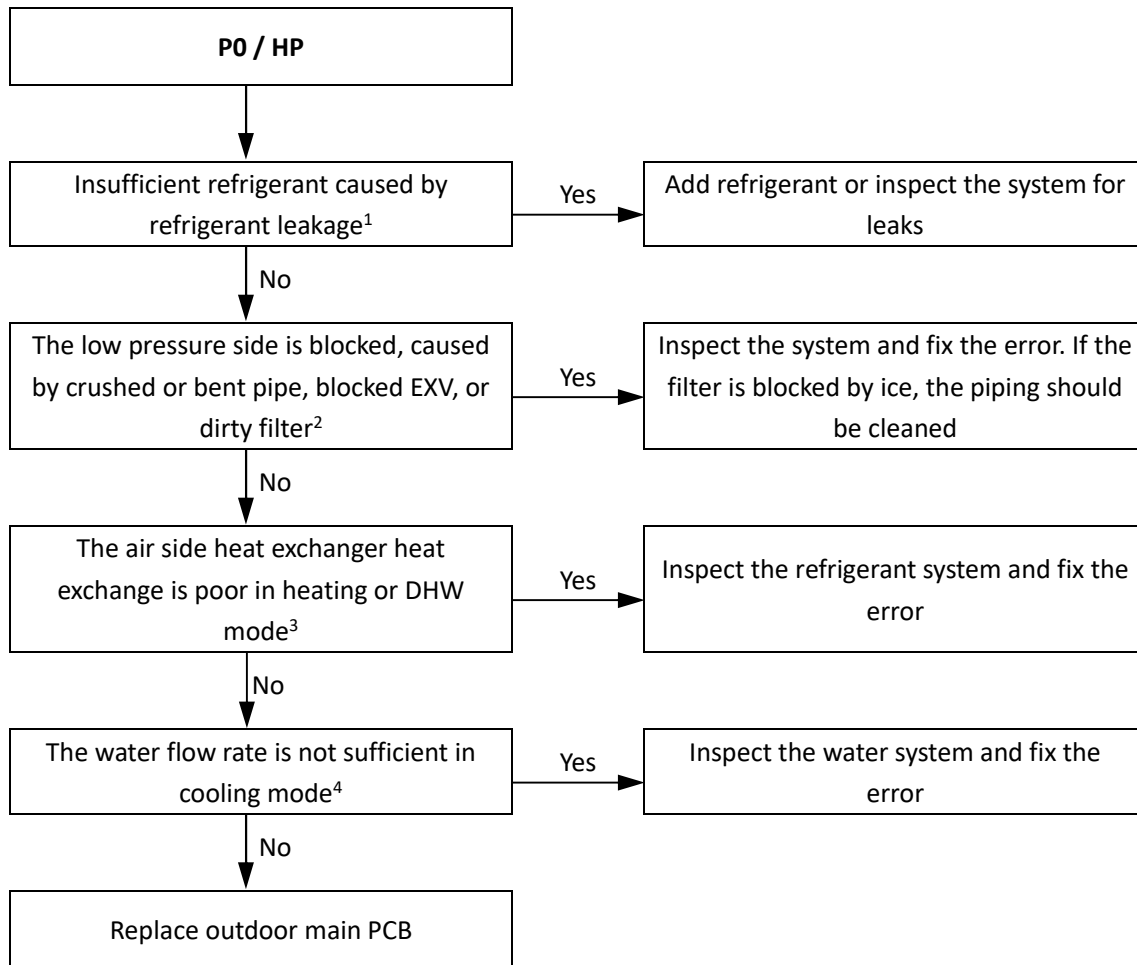 P0 / HP
Insufficient refrigerant caused by
refrigerant leakage1
Yes
Add refrigerant or inspect the system for
leaks
No
The low pressure side is blocked, caused
by crushed or bent pipe, blocked EXV, or
dirty filter2
Yes
Inspect the system and fix the error. If the
filter is blocked by ice, the piping should
be cleaned
No
The air side heat exchanger heat
exchange is poor in heating or DHW
mode3
Yes
Inspect the refrigerant system and fix the
error
No
The water flow rate is not sufficient in
cooling mode4
Yes
Inspect the water system and fix the
error
No
Replace outdoor main PCB